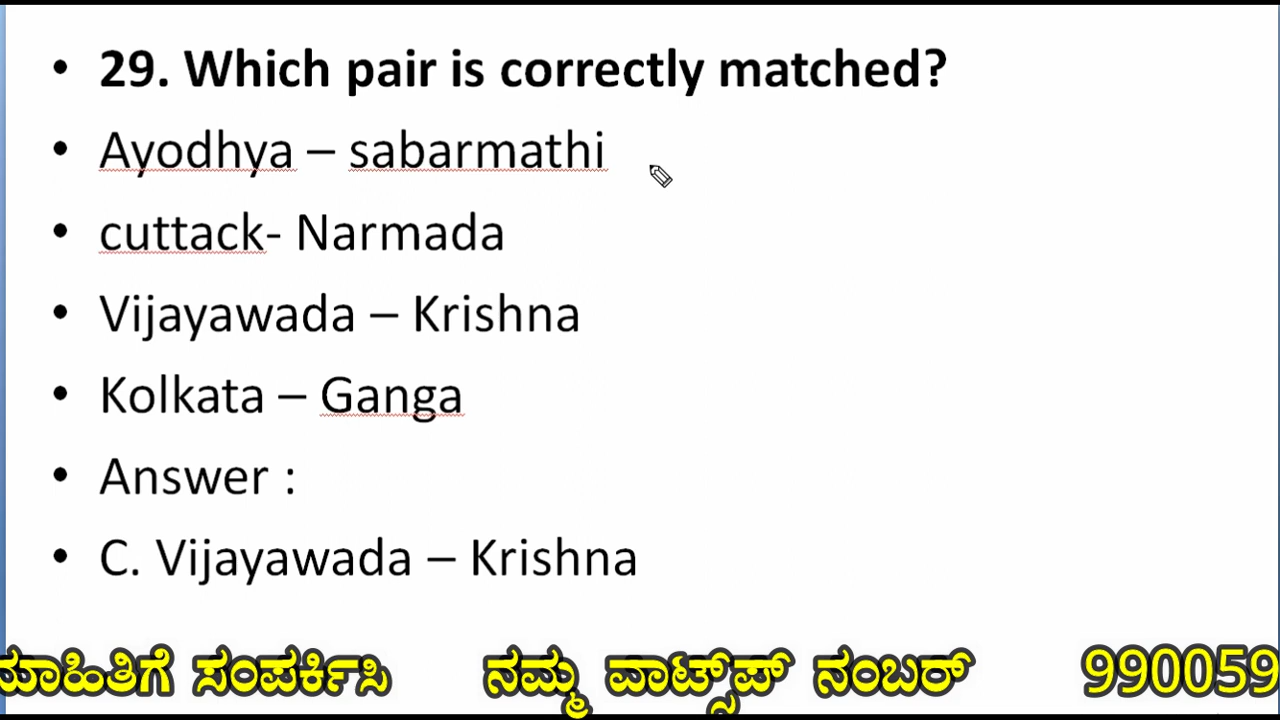 • 29. Which pair is correctly matched?
• Ayodhya – sabarmathi
• cuttack- Narmada
• Vijayawada – Krishna
• Kolkata – Ganga
• Answer :
• C. Vijayawada – Krishna
ಮಾಹಿತಿಗೆ ಸಂಪರ್ಕಿಸಿ ನಮ್ಮ ವಾಟ್ಸ್‌ಪ್ ನಂಬರ್ 990059